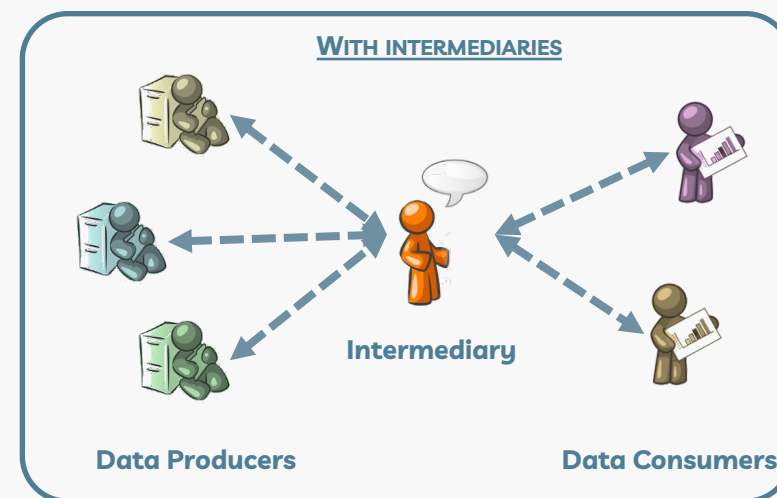 WITH INTERMEDIARIES
Intermediary
Data Producers
Data Consumers